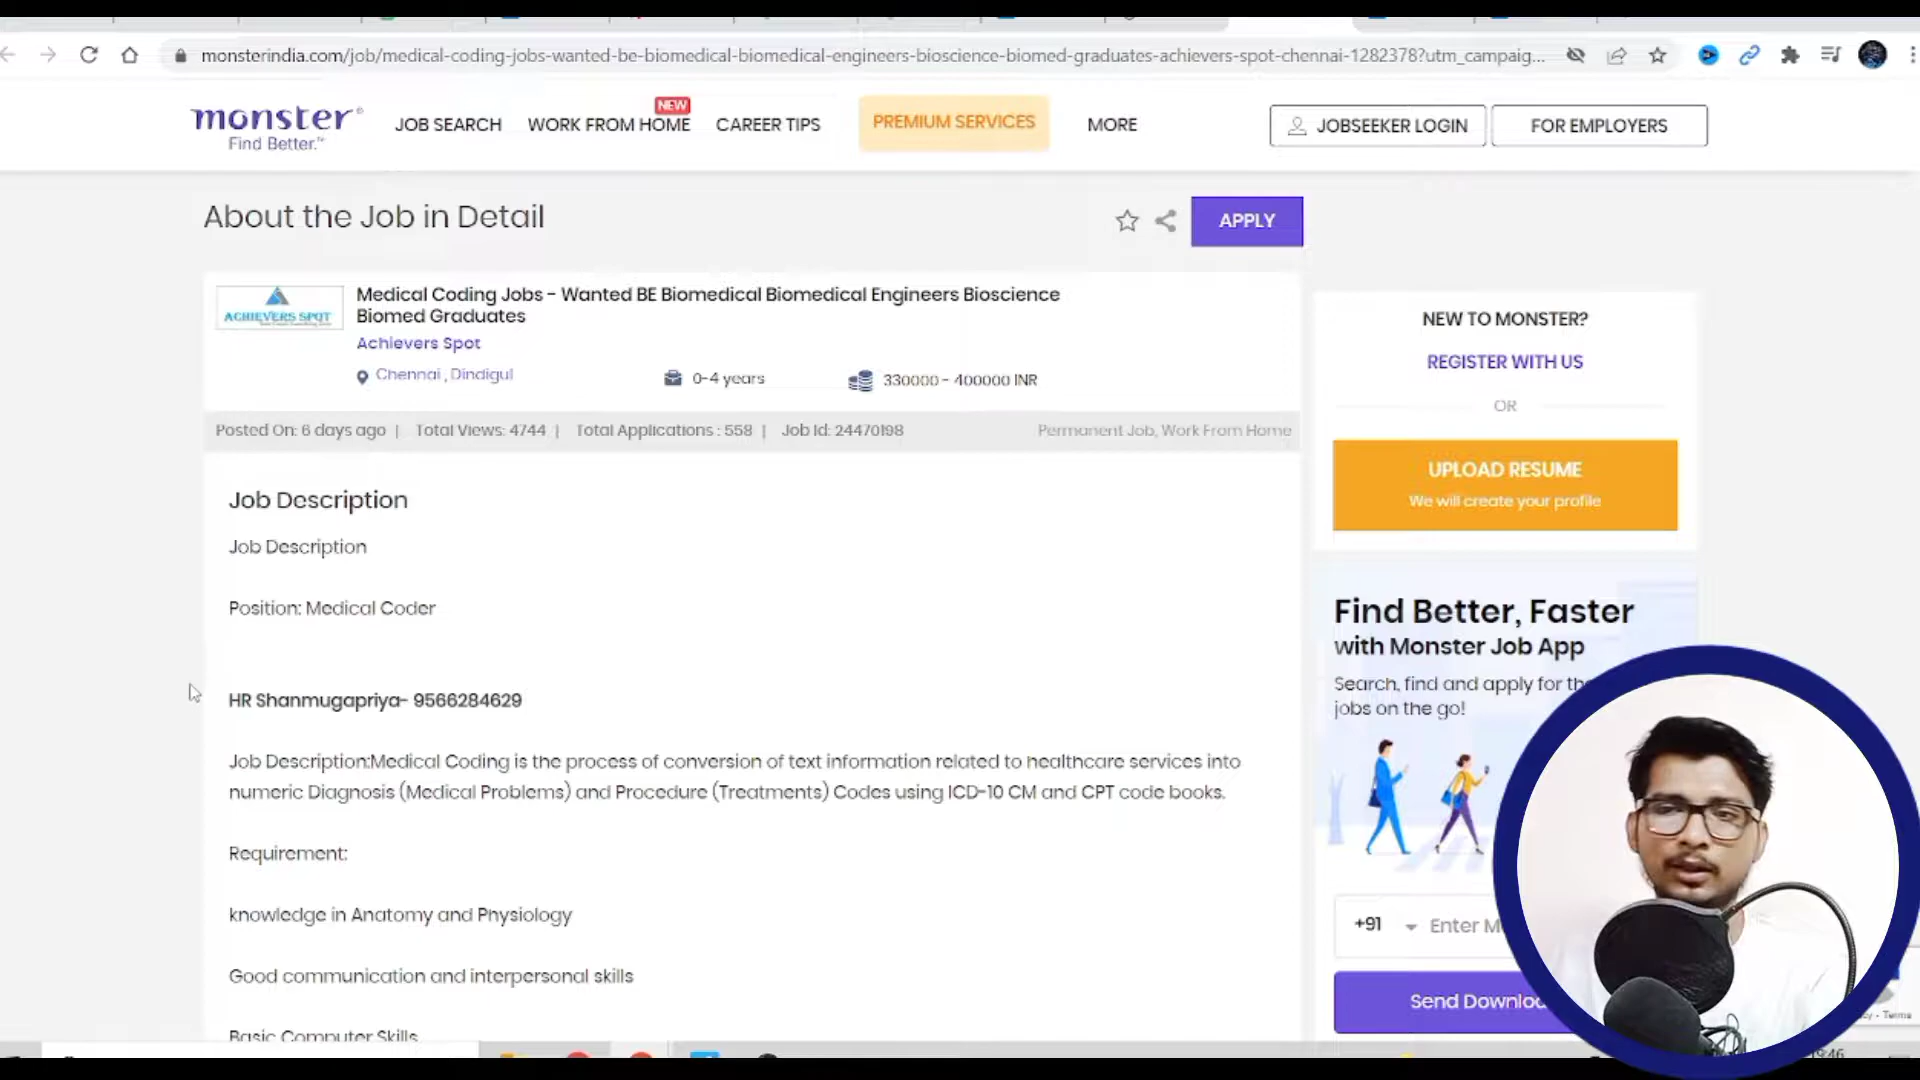 monsterindia.com/job/medical-coding-jobs-wanted-be-biomedical-biomedical-engineers-bioscience-biomed-graduates-achievers-spot-chennai-1282378?utm_campaig...
monster
Find Better.™
JOB SEARCH
WORK FROM HOME
NEW
CAREER TIPS
PREMIUM SERVICES
MORE
JOBSEEKER LOGIN
FOR EMPLOYERS
About the Job in Detail
APPLY
ACHIEVERS SPOT
Medical Coding Jobs - Wanted BE Biomedical Biomedical Engineers Bioscience
Biomed Graduates
Achievers Spot
Chennai , Dindigul
0-4 years
330000 - 400000 INR
Posted On: 6 days ago | Total Views: 4744 | Total Applications : 558 | Job Id: 24470198
Permanent Job, Work From Home
Job Description
Job Description
Position: Medical Coder
HR Shanmugapriya- 9566284629
Job Description:Medical Coding is the process of conversion of text information related to healthcare services into
numeric Diagnosis (Medical Problems) and Procedure (Treatments) Codes using ICD-10 CM and CPT code books.
Requirement:
knowledge in Anatomy and Physiology
Good communication and interpersonal skills
Basic Computer Skills
NEW TO MONSTER?
REGISTER WITH US
OR
UPLOAD RESUME
We will create your profile
Find Better, Faster
with Monster Job App
Search, find and apply for
jobs on the go!
+91
Enter
Send
- Terms